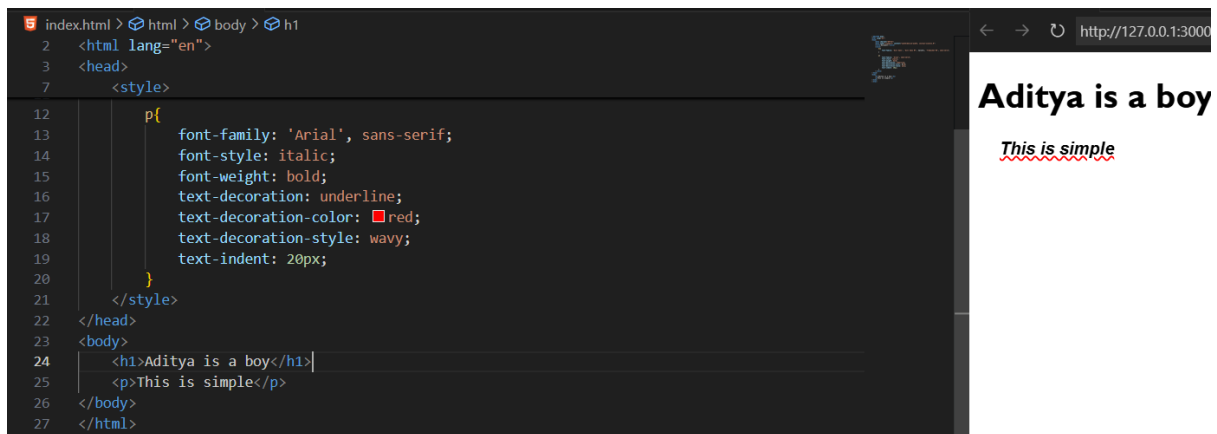 index.html > html > body > h1
2 <html lang="en">
3 <head>
7 <style>
12 p{
13 font-family: 'Arial', sans-serif;
14 font-style: italic;
15 font-weight: bold;
16 text-decoration: underline;
17 text-decoration-color: red;
18 text-decoration-style: wavy;
19 text-indent: 20px;
20 }
21 </style>
22 </head>
23 <body>
24 <h1>Aditya is a boy</h1>
25 <p>This is simple</p>
26 </body>
27 </html>
http://127.0.0.1:3000
Aditya is a boy
This is simple